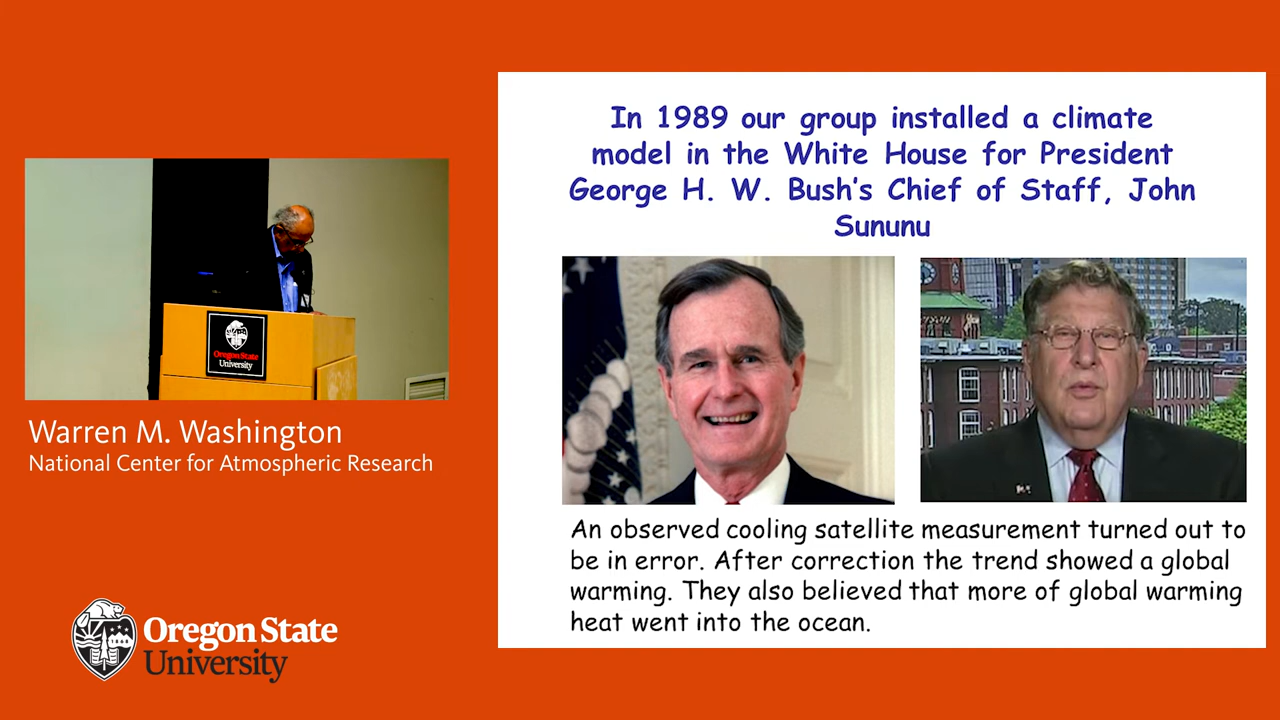 In 1989 our group installed a climate
model in the White House for President
George H. W. Bush's Chief of Staff, John
Sununu
Oregon State
University
Warren M. Washington
National Center for Atmospheric Research
An observed cooling satellite measurement turned out to
be in error. After correction the trend showed a global
warming. They also believed that more of global warming
heat went into the ocean.
Oregon State
University